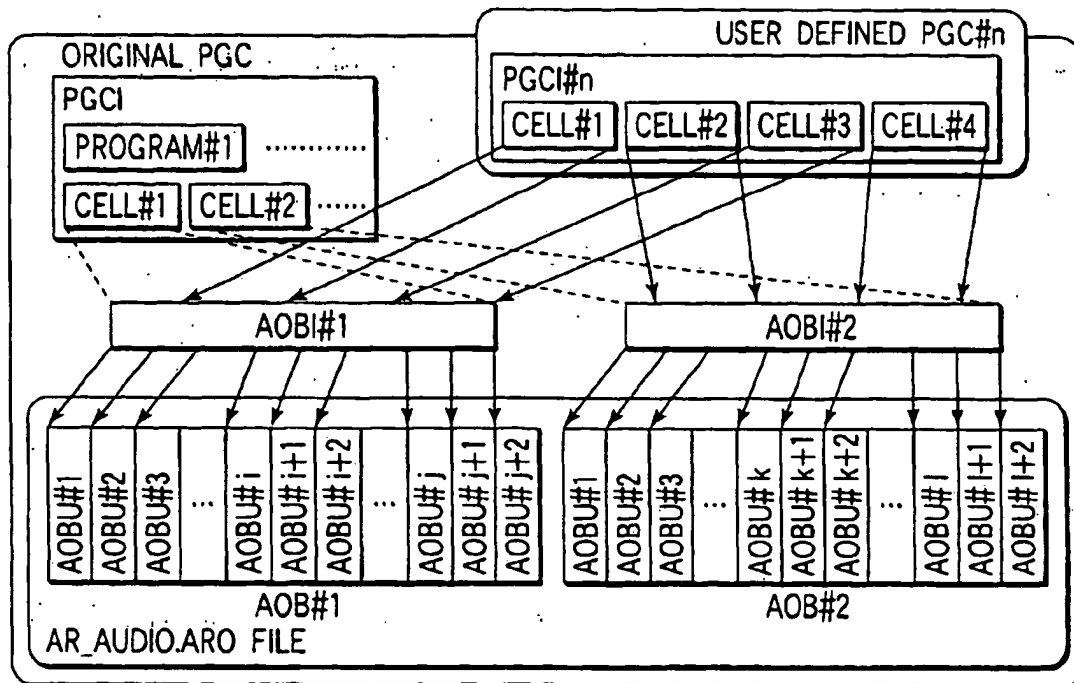 ORIGINAL PGC
PGCI
PROGRAM#1 ............
CELL#1 CELL#2 ......
USER DEFINED PGC#n
PGCI#n
CELL#1 CELL#2 CELL#3 CELL#4
AOBI#1 AOBI#2
AOBU#1
AOBU#2
AOBU#3
...
AOBU#i
AOBU#i+1
AOBU#i+2
...
AOBU#j
AOBU#j+1
AOBU#j+2
AOBU#1
AOBU#2
AOBU#3
...
AOBU#k
AOBU#k+1
AOBU#k+2
...
AOBU#l
AOBU#l+1
AOBU#l+2
AOB#1 AOB#2
AR_AUDIO.ARO FILE